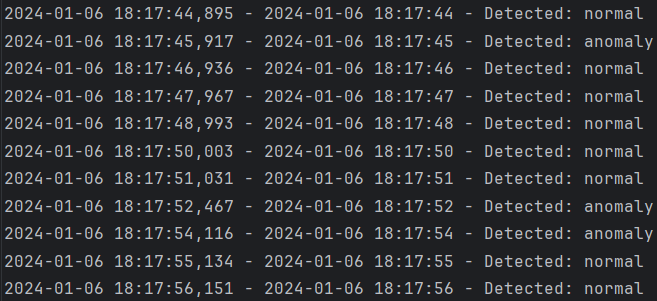 2024-01-06 18:17:44,895 - 2024-01-06 18:17:44 - Detected: normal
2024-01-06 18:17:45,917 - 2024-01-06 18:17:45 - Detected: anomaly
2024-01-06 18:17:46,936 - 2024-01-06 18:17:46 - Detected: normal
2024-01-06 18:17:47,967 - 2024-01-06 18:17:47 - Detected: normal
2024-01-06 18:17:48,993 - 2024-01-06 18:17:48 - Detected: normal
2024-01-06 18:17:50,003 - 2024-01-06 18:17:50 - Detected: normal
2024-01-06 18:17:51,031 - 2024-01-06 18:17:51 - Detected: normal
2024-01-06 18:17:52,467 - 2024-01-06 18:17:52 - Detected: anomaly
2024-01-06 18:17:54,116 - 2024-01-06 18:17:54 - Detected: anomaly
2024-01-06 18:17:55,134 - 2024-01-06 18:17:55 - Detected: normal
2024-01-06 18:17:56,151 - 2024-01-06 18:17:56 - Detected: normal